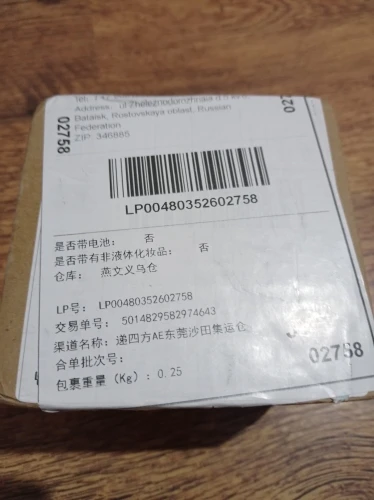 Address:
Bataisk, Rostovskaya oblast, Russian
Federation
ZIP: 346885
02758
LP00480352602758
是否带电池： 否
是否带有非液体化妆品： 否
仓库： 燕文义乌仓
LP号： LP00480352602758
交易单号： 5014829582974643
渠道名称：递四方AE东莞沙田集运仓
合单批次号：
02758
包裹重量（Kg）：0.25